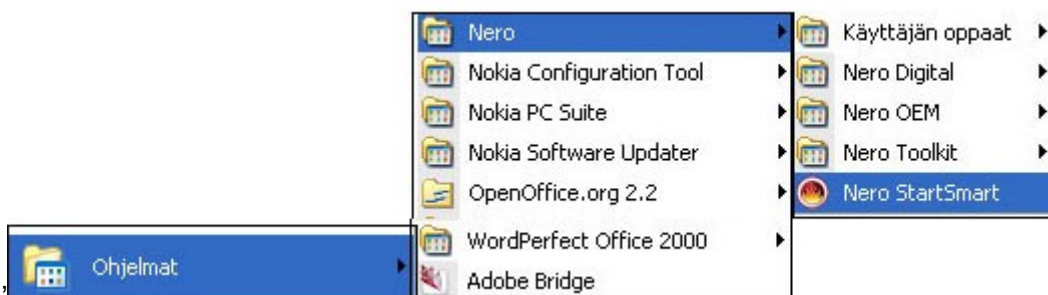 Nero
Nokia Configuration Tool
Nokia PC Suite
Nokia Software Updater
OpenOffice.org 2.2
WordPerfect Office 2000
Adobe Bridge
Käyttäjän oppaat
Nero Digital
Nero OEM
Nero Toolkit
Nero StartSmart
, Ohjelmat